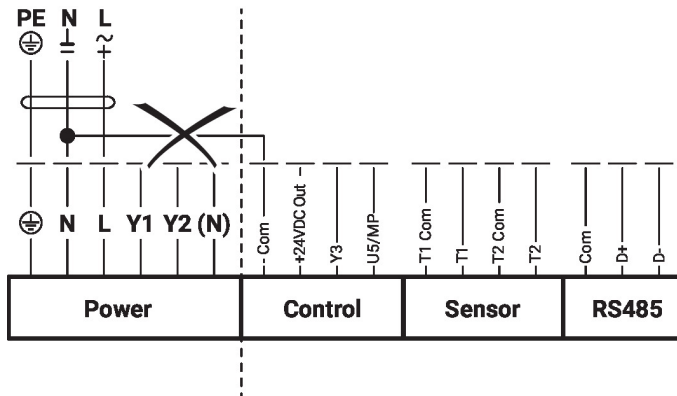 PE N L
N L Y1 Y2 (N)
- Com
+24VDC Out
Y3
U5/MP
T1 Com
T1
T2 Com
T2
Com
D+
D-
Power
Control
Sensor
RS485